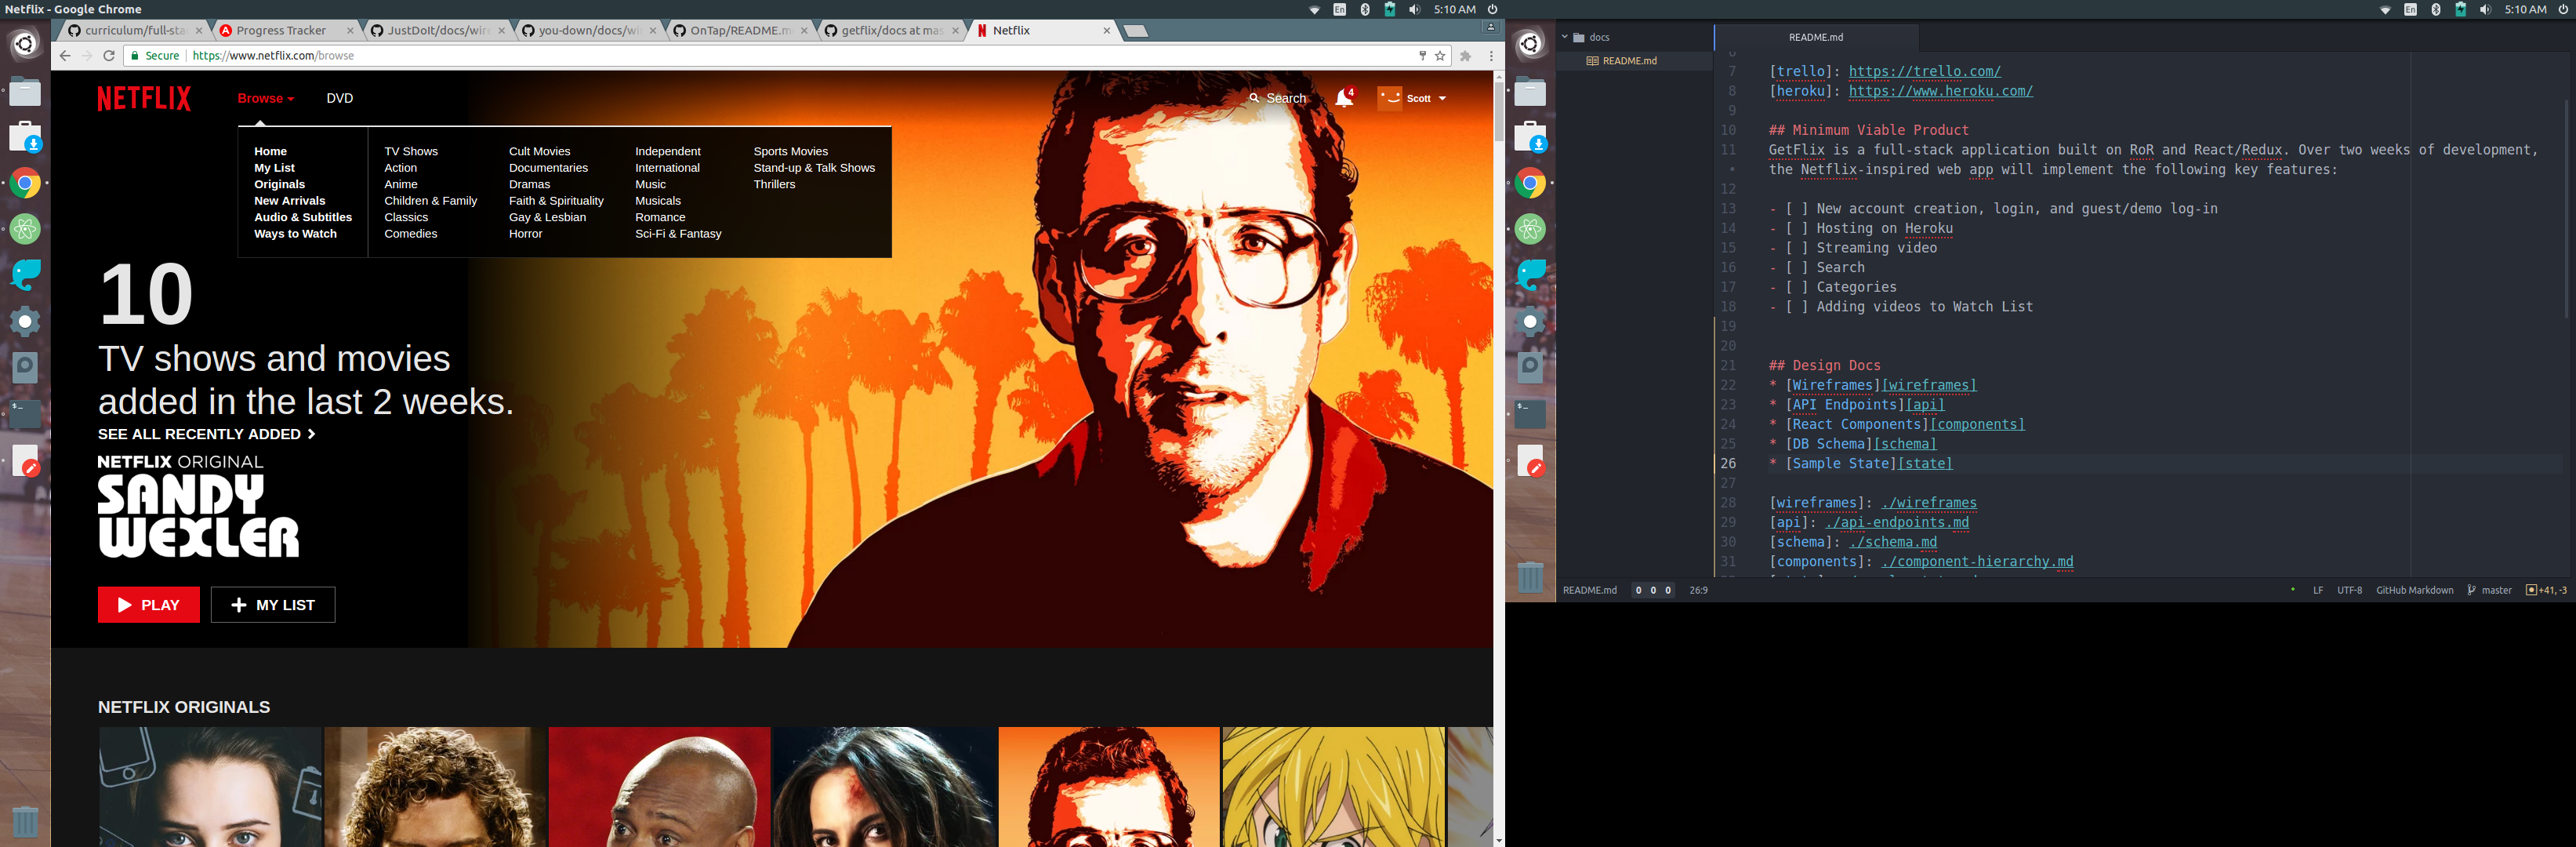 Netflix - Google Chrome
En
5:10 AM
curriculum/full-sta
Progress Tracker
JustDoIt/docs/wire
you-down/docs/wi
OnTap/README.m
getflix/docs at mas
Netflix
Secure
https://www.netflix.com/browse
NETFLIX
Browse
DVD
Search
4
Scott
Home
My List
Originals
New Arrivals
Audio & Subtitles
Ways to Watch
TV Shows
Action
Anime
Children & Family
Classics
Comedies
Cult Movies
Documentaries
Dramas
Faith & Spirituality
Gay & Lesbian
Horror
Independent
International
Music
Musicals
Romance
Sci-Fi & Fantasy
Sports Movies
Stand-up & Talk Shows
Thrillers
10
TV shows and movies
added in the last 2 weeks.
SEE ALL RECENTLY ADDED
NETFLIX ORIGINAL
SANDY
WEXLER
PLAY
MY LIST
NETFLIX ORIGINALS
En
5:10 AM
docs
README.md
README.md
7 [trello]: https://trello.com/
8 [heroku]: https://www.heroku.com/
9
10 ## Minimum Viable Product
11 GetFlix is a full-stack application built on RoR and React/Redux. Over two weeks of development,
• the Netflix-inspired web app will implement the following key features:
12
13 - [ ] New account creation, login, and guest/demo log-in
14 - [ ] Hosting on Heroku
15 - [ ] Streaming video
16 - [ ] Search
17 - [ ] Categories
18 - [ ] Adding videos to Watch List
19
20
21 ## Design Docs
22 * [Wireframes][wireframes]
23 * [API Endpoints][api]
24 * [React Components][components]
25 * [DB Schema][schema]
26 * [Sample State][state]
27
28 [wireframes]: ./wireframes
29 [api]: ./api-endpoints.md
30 [schema]: ./schema.md
31 [components]: ./component-hierarchy.md
README.md
0 0 0
26:9
LF
UTF-8
GitHub Markdown
master
+41, -3